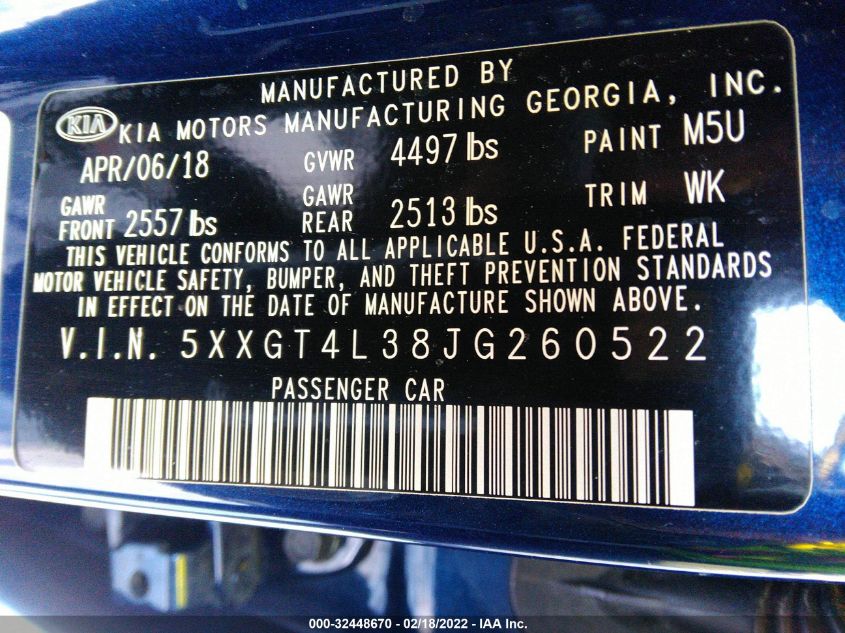 MANUFACTURED BY
KIA KIA MOTORS MANUFACTURING GEORGIA, INC.
APR/06/18 GVWR 4497 lbs PAINT M5U
GAWR FRONT 2557 lbs GAWR REAR 2513 lbs TRIM WK
THIS VEHICLE CONFORMS TO ALL APPLICABLE U.S.A. FEDERAL
MOTOR VEHICLE SAFETY, BUMPER, AND THEFT PREVENTION STANDARDS
IN EFFECT ON THE DATE OF MANUFACTURE SHOWN ABOVE.
V.I.N. 5XXGT4L38JG260522
PASSENGER CAR
000-32448670 - 02/18/2022 - IAA Inc.